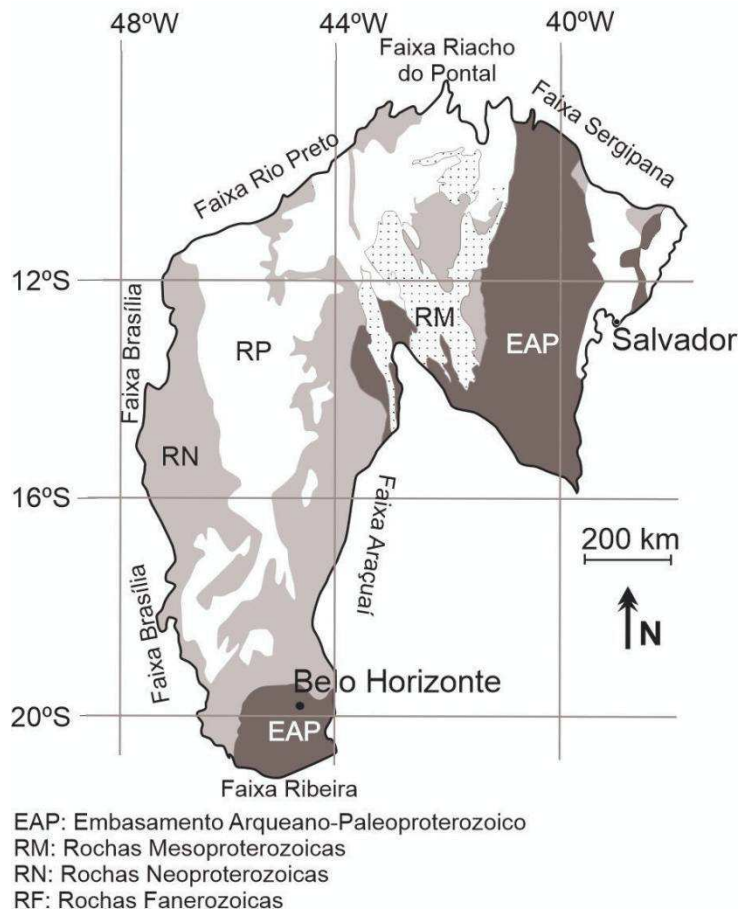 48ºW
44ºW
40ºW
Faixa Riacho
do Pontal
Faixa Sergipana
Faixa Rio Preto
12ºS
Faixa Brasília
RP
RM
EAP
Salvador
RN
16ºS
Faixa Araçuaí
200 km
N
Faixa Brasília
Belo Horizonte
20ºS
EAP
Faixa Ribeira
EAP: Embasamento Arqueano-Paleoproterozoico
RM: Rochas Mesoproterozoicas
RN: Rochas Neoproterozoicas
RF: Rochas Fanerozoicas